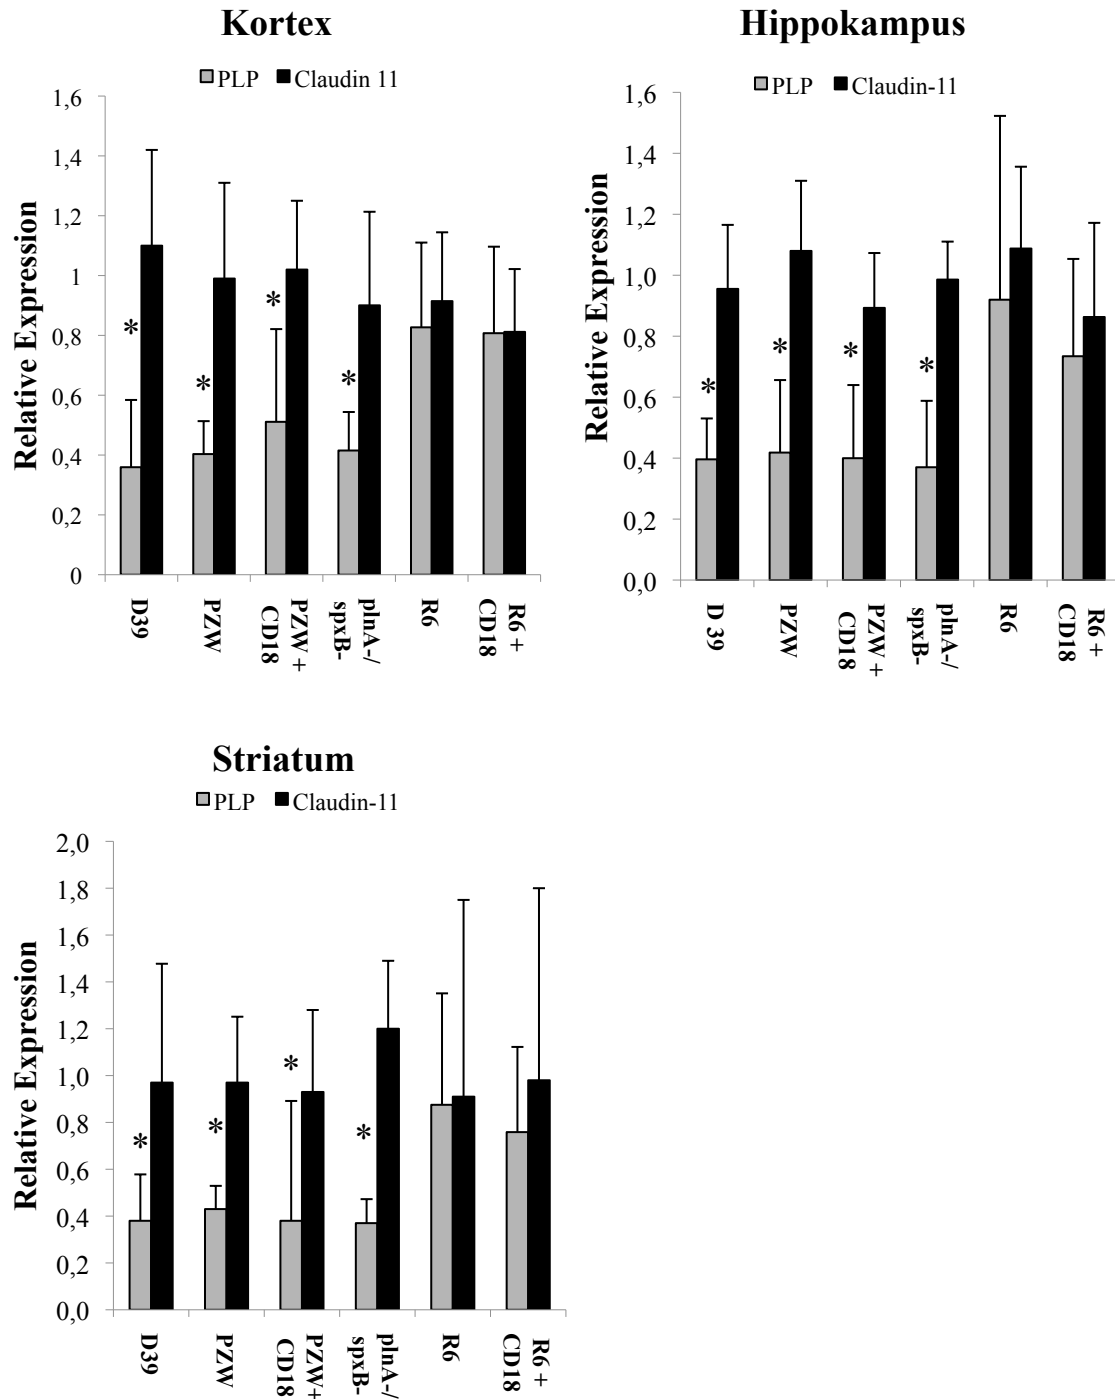 Kortex
PLP Claudin 11
Relative Expression
1,6
1,4
1,2
1
0,8
0,6
0,4
0,2
0
*
*
*
*
D39
PZW
PZW +
CD18
plnA-/
spxB-
R6
R6 +
CD18
Hippokampus
PLP Claudin-11
Relative Expression
1,6
1,4
1,2
1,0
0,8
0,6
0,4
0,2
0,0
*
*
*
*
D 39
PZW
PZW+
CD18
plnA-/
spxB-
R6
R6 +
CD18
Striatum
PLP Claudin-11
Relative Expression
2,0
1,8
1,6
1,4
1,2
1,0
0,8
0,6
0,4
0,2
0,0
*
*
*
*
D39
PZW
PZW+
CD18
plnA-/
spxB-
R6
R6 +
CD18